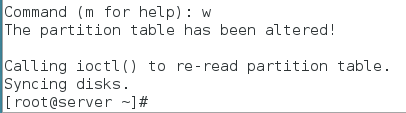 Command (m for help): w
The partition table has been altered!
Calling ioctl() to re-read partition table.
Syncing disks.
[root@server ~]#